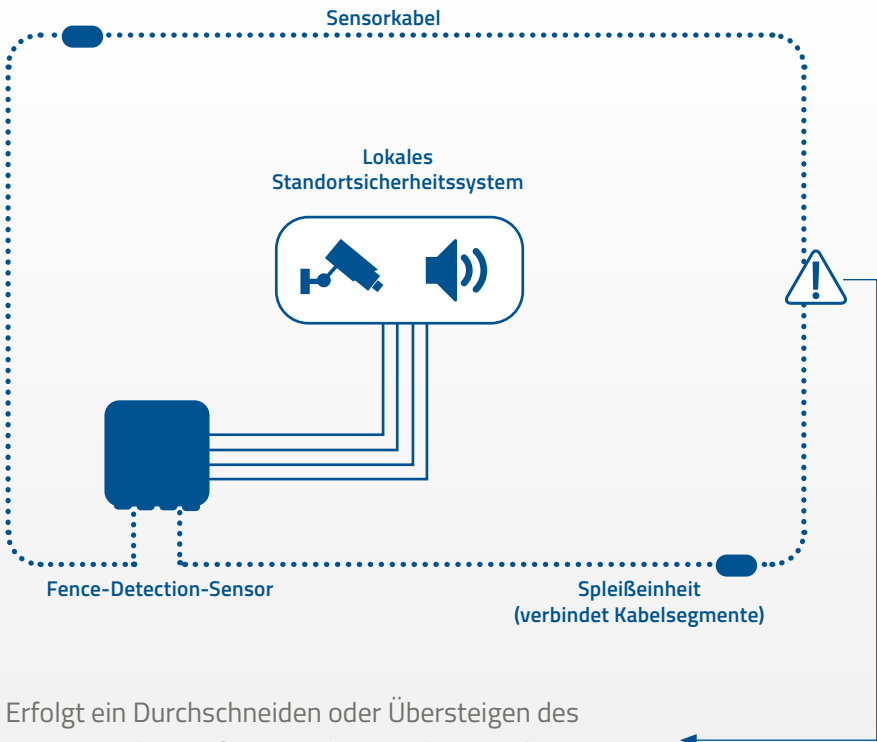 Sensorkabel
Lokales
Standortsicherheitssystem
Fence-Detection-Sensor
Spleißeinheit
(verbindet Kabelsegmente)
Erfolgt ein Durchschneiden oder Übersteigen des